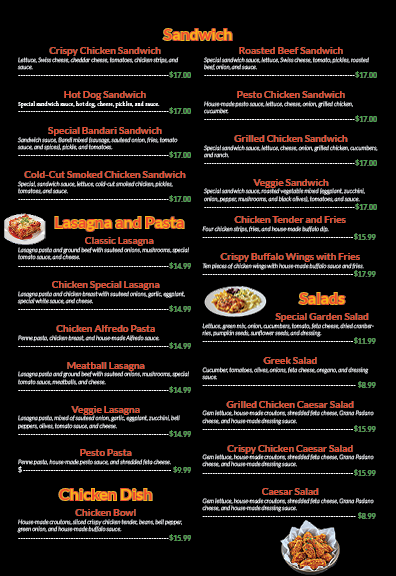 Sandwich
Crispy Chicken Sandwich
Lettuce, Swiss cheese, cheddar cheese, tomatoes, chicken strips, and
sauce.
$17.00
Hot Dog Sandwich
Special sandwich sauce, hot dog, cheese, pickles, and sauce.
$17.00
Special Bandari Sandwich
Sandwich sauce, Bandi mixed (sausage, sauteed onion, fries, tomato
sauce, and spices), pickle, and tomatoes.
$17.00
Cold-Cut Smoked Chicken Sandwich
Special, sandwich sauce, lettuce, cold-cut smoked chicken, pickles,
tomatoes, and sauce.
$17.00
Lasagna and Pasta
Classic Lasagna
Lasagna pasta and ground beef with sauteed onions, mushrooms, special
tomato sauce, and cheese.
$14.99
Chicken Special Lasagna
Lasagna pasta and chicken breast with sauteed onions, garlic, eggplant,
special white sauce, and cheese.
$14.99
Chicken Alfredo Pasta
Penne pasta, chicken breast, and house-made Alfredo sauce.
$14.99
Meatball Lasagna
Lasagna pasta and ground beef with sauteed onions, mushrooms, special
tomato sauce, meatballs, and cheese.
$14.99
Veggie Lasagna
Lasagna pasta, mixed of sauteed onion, garlic, eggplant, zucchini, bell
peppers, olives, tomato sauce, and cheese.
$14.99
Pesto Pasta
Penne pasta, house-made pesto sauce, and shredded feta cheese.
$ $9.99
Chicken Dish
Chicken Bowl
House-made croutons, sliced crispy chicken tender, beans, bell pepper,
green onion, and house-made buffalo sauce.
$15.99
Roasted Beef Sandwich
Special sandwich sauce, lettuce, Swiss cheese, tomato, pickles, roasted
beef, onion, and sauce.
$17.00
Pesto Chicken Sandwich
House-made pesto sauce, lettuce, cheese, onion, grilled chicken,
cucumber.
$17.00
Grilled Chicken Sandwich
Special sandwich sauce, lettuce, cheese, onion, grilled chicken, cucumbers,
and ranch.
$17.00
Veggie Sandwich
Special sandwich sauce, roasted vegetable mixed (eggplant, zucchini,
onion, pepper, mushrooms, and black olives), tomatoes, and sauce.
$17.00
Chicken Tender and Fries
Four chicken strips, fries, and house-made buffalo dip.
$15.99
Crispy Buffalo Wings with Fries
Ten pieces of chicken wings with house-made buffalo sauce and fries.
$17.99
Salads
Special Garden Salad
Lettuce, green mix, onion, cucumbers, tomato, feta cheese, dried cranber-
ries, pumpkin seeds, sunflower seeds, and dressing.
$11.99
Greek Salad
Cucumber, tomatoes, olives, onions, feta cheese, oregano, and dressing
sauce.
$8.99
Grilled Chicken Caesar Salad
Gem lettuce, house-made croutons, shredded feta cheese, Grana Padano
cheese, and house-made dressing sauce.
$15.99
Crispy Chicken Caesar Salad
Gem lettuce, house-made croutons, shredded feta cheese, Grana Padano
cheese, and house-made dressing sauce.
$15.99
Caesar Salad
Gem lettuce, house-made croutons, shredded feta cheese, Grana Padano
cheese, and house-made dressing sauce.
$8.99